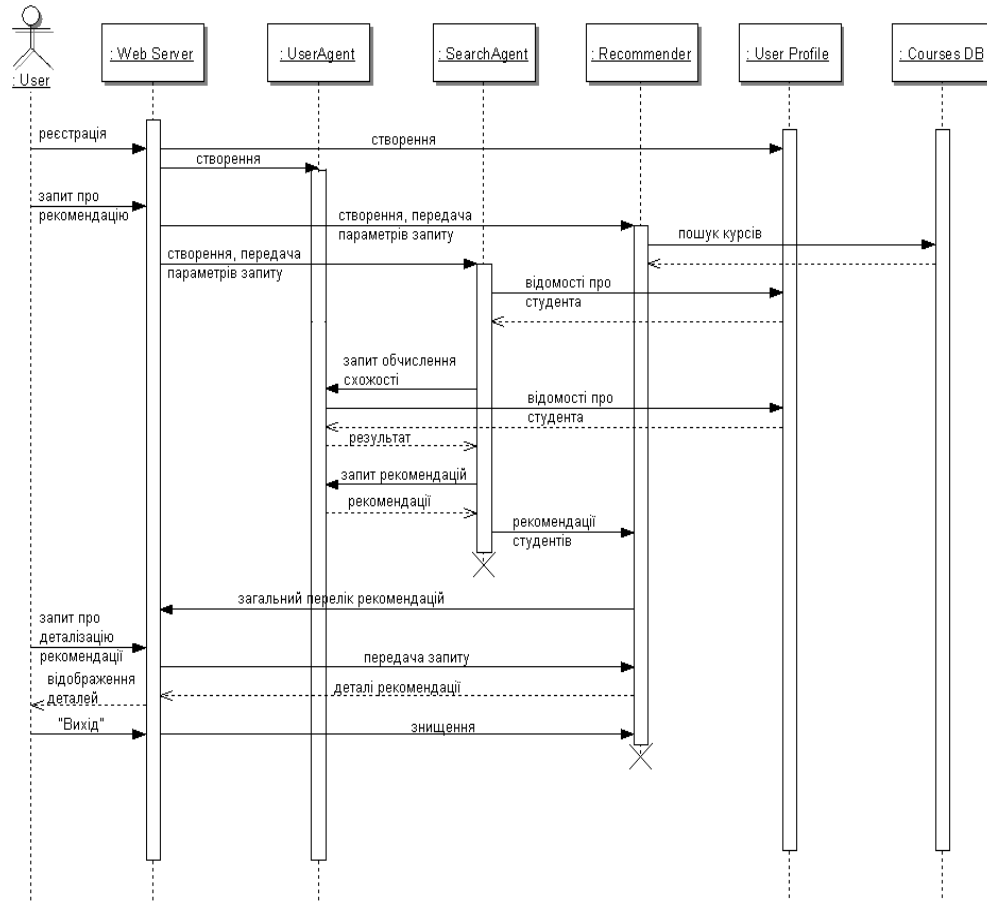 : User
: Web Server
: UserAgent
: SearchAgent
: Recommender
: User Profile
: Courses DB
реєстрація
створення
створення
запит про
рекомендацію
створення, передача
параметрів запиту
пошук курсів
створення, передача
параметрів запиту
відомості про
студента
запит обчислення
схожості
відомості про
студента
результат
запит рекомендацій
рекомендації
рекомендації
студентів
загальний перелік рекомендацій
запит про
деталізацію
рекомендації
передача запиту
відображення
деталей
деталі рекомендації
"Вихід"
знищення